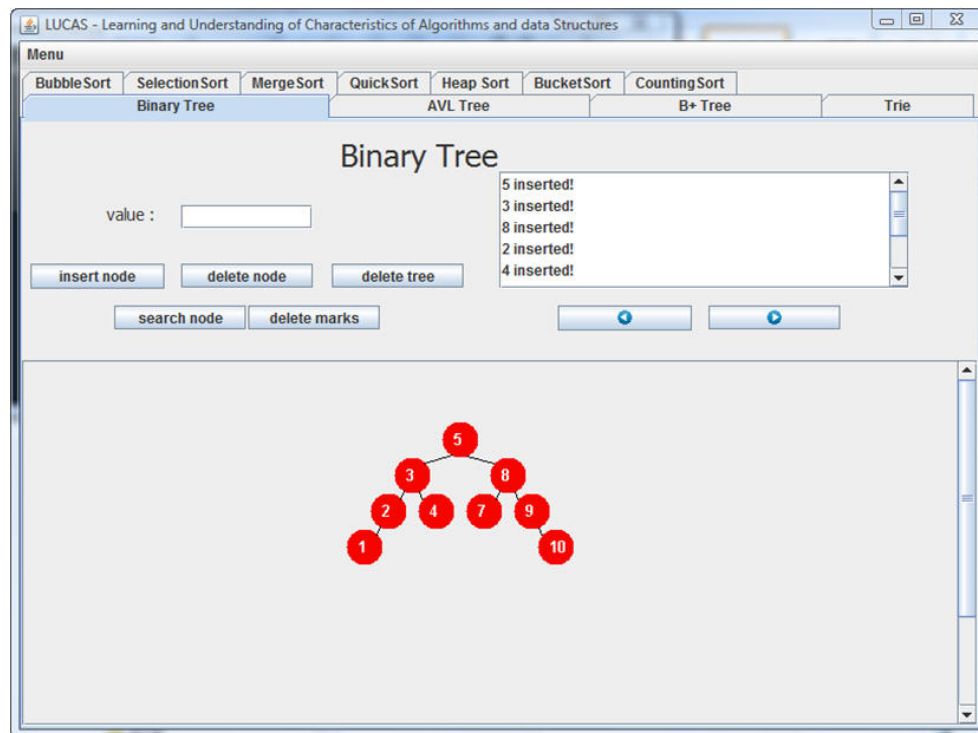 LUCAS - Learning and Understanding of Characteristics of Algorithms and data Structures
Menu
BubbleSort SelectionSort MergeSort QuickSort Heap Sort BucketSort CountingSort
Binary Tree AVL Tree B+ Tree Trie
Binary Tree
5 inserted!
3 inserted!
8 inserted!
2 inserted!
4 inserted!
value :
insert node delete node delete tree
search node delete marks
5
3 8
2 4 7 9
1 10